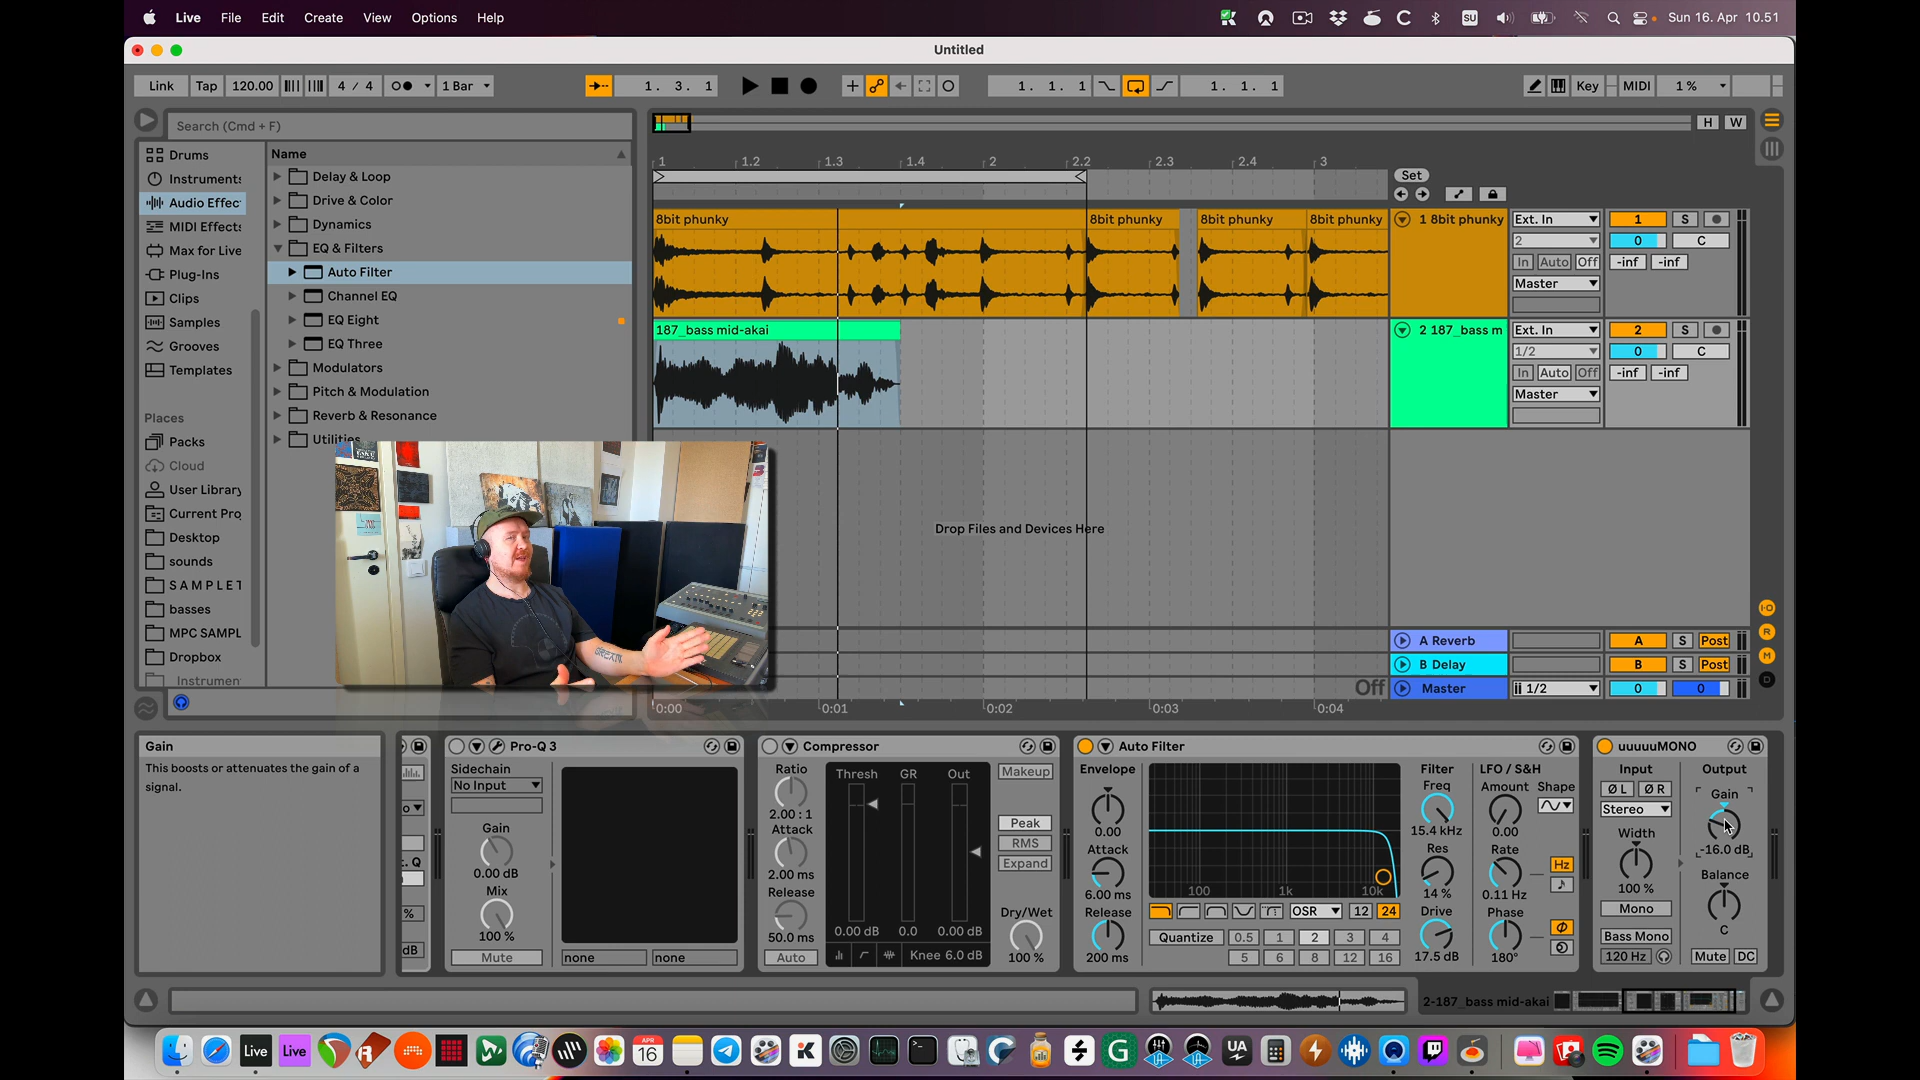 Live File Edit Create View Options Help
SU
Sun 16. Apr 10.51
Untitled
Link Tap 120.00 4 / 4 1 Bar
1. 3. 1
1. 1. 1
1. 1. 1
Key MIDI 1 %
Search (Cmd + F)
H W
Drums
Instruments
Audio Effec
MIDI Effects
Max for Live
Plug-Ins
Clips
Samples
Grooves
Templates
Places
Packs
Cloud
User Library
Current Pro
Desktop
sounds
S A M P L E T
basses
MPC SAMPL
Dropbox
Instrumen
Name
Delay & Loop
Drive & Color
Dynamics
EQ & Filters
Auto Filter
Channel EQ
EQ Eight
EQ Three
Modulators
Pitch & Modulation
Reverb & Resonance
Utilities
1 1.2 1.3 1.4 2 2.2 2.3 2.4 3
Set
8bit phunky 8bit phunky 8bit phunky 8bit phunky
1 8bit phunky Ext. In 1 S
2 0 C
In Auto Off -inf -inf
Master
187_bass mid-akai
2 187_bass m Ext. In 2 S
1/2 0 C
In Auto Off -inf -inf
Master
Drop Files and Devices Here
A Reverb A S Post
B Delay B S Post
Off Master 1/2 0 0
0:00 0:01 0:02 0:03 0:04
I·O
R
M
D
Gain
This boosts or attenuates the gain of a
signal.
. Q
%
dB
Pro-Q 3
Sidechain
No Input
Gain
0.00 dB
Mix
100 %
Mute
none none
Compressor
Ratio
2.00 : 1
Attack
2.00 ms
Release
50.0 ms
Auto
Thresh GR Out
0.00 dB 0.0 0.00 dB
Knee 6.0 dB
Makeup
Peak
RMS
Expand
Dry/Wet
100 %
Auto Filter
Envelope
0.00
Attack
6.00 ms
Release
200 ms
100 1k 10k
OSR 12 24
Quantize 0.5 1 2 3 4
5 6 8 12 16
Filter
Freq
15.4 kHz
Res
14 %
Drive
17.5 dB
LFO / S&H
Amount Shape
0.00
Rate
Hz
0.11 Hz
Phase
180°
uuuuuMONO
Input
Ø L Ø R
Stereo
Width
100 %
Mono
Bass Mono
120 Hz
Output
Gain
-16.0 dB
Balance
C
Mute DC
2-187_bass mid-akai
Live
Live
APR
16
UA